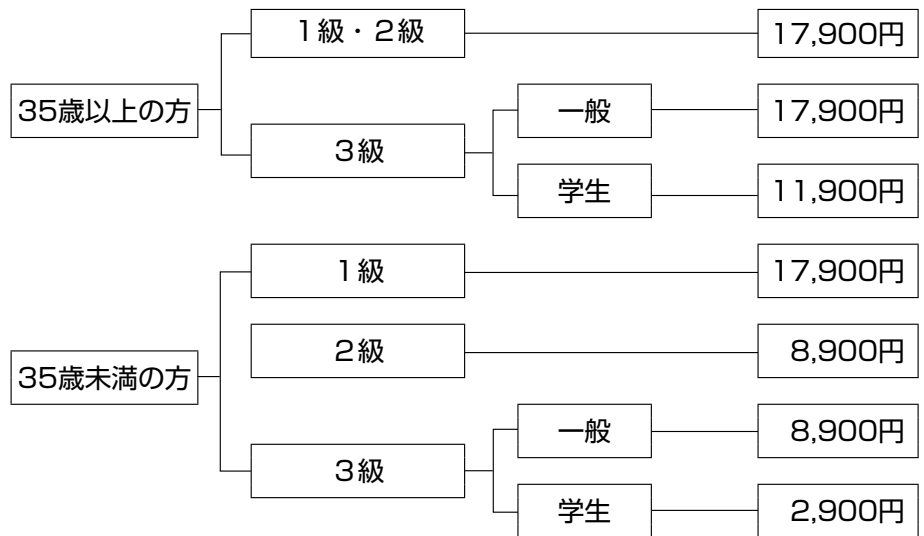 1級・2級
17,900円
35歳以上の方
一般
17,900円
3級
学生
11,900円
1級
17,900円
2級
8,900円
35歳未満の方
一般
8,900円
3級
学生
2,900円